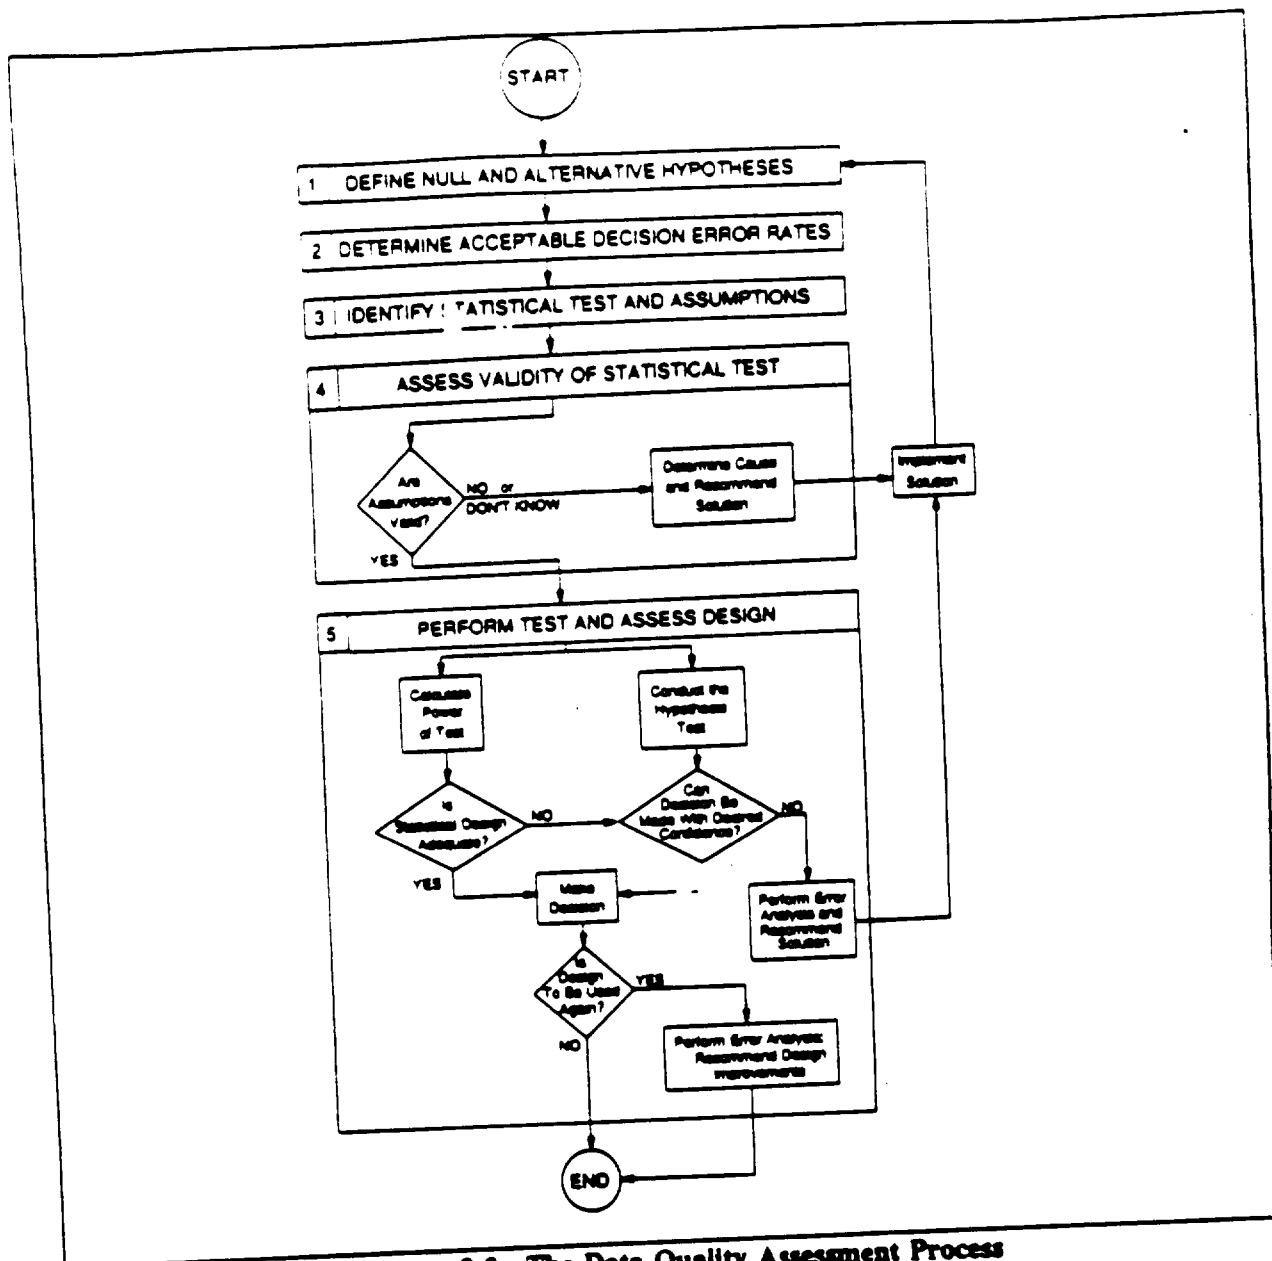 START
1 DEFINE NULL AND ALTERNATIVE HYPOTHESES
2 DETERMINE ACCEPTABLE DECISION ERROR RATES
3 IDENTIFY STATISTICAL TEST AND ASSUMPTIONS
4 ASSESS VALIDITY OF STATISTICAL TEST
Are
Assumptions
Valid?
NO or
DON'T KNOW
YES
Determine Cause
and Recommend
Solution
Implement
Solution
5 PERFORM TEST AND ASSESS DESIGN
Calculate
Power
of Test
Conduct the
Hypothesis
Test
Is
Statistical Design
Adequate?
NO
YES
Can
Decision Be
Made With Desired
Confidence?
NO
Make
Decision
Perform Error
Analysis and
Recommend
Solution
Is
Design
To Be Used
Again?
YES
NO
Perform Error Analysis;
Recommend Design
Improvements
END
The Data Quality Assessment Process